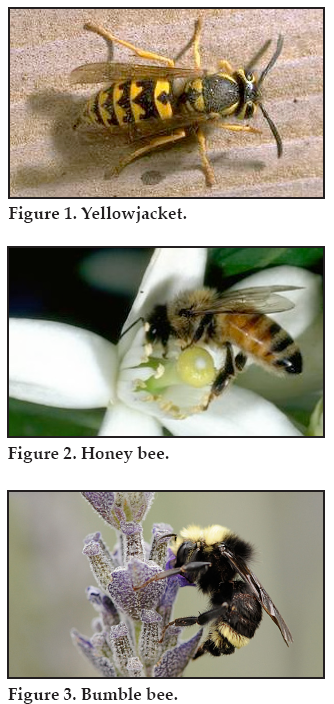 Figure 1. Yellowjacket.
Figure 2. Honey bee.
Figure 3. Bumble bee.